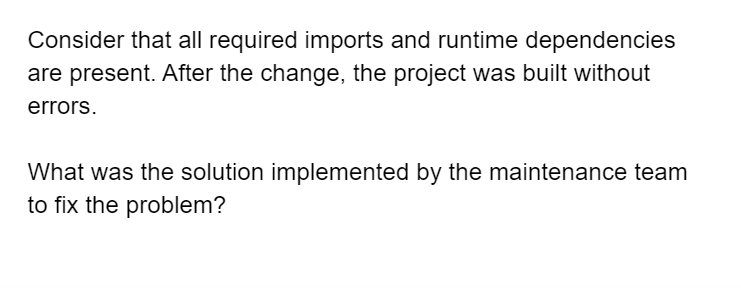 Consider that all required imports and runtime dependencies
are present. After the change, the project was built without
errors.
What was the solution implemented by the maintenance team
to fix the problem?